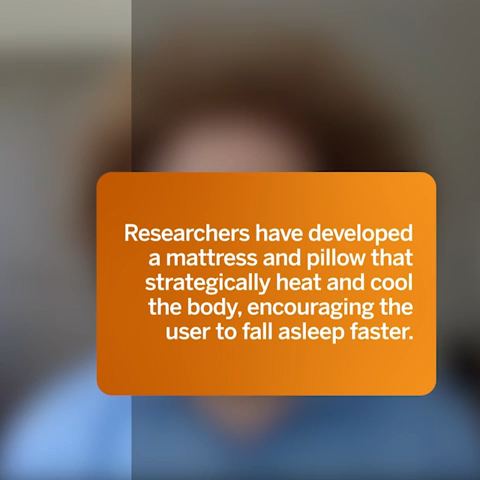 Researchers have developed
a mattress and pillow that
strategically heat and cool
the body, encouraging the
user to fall asleep faster.